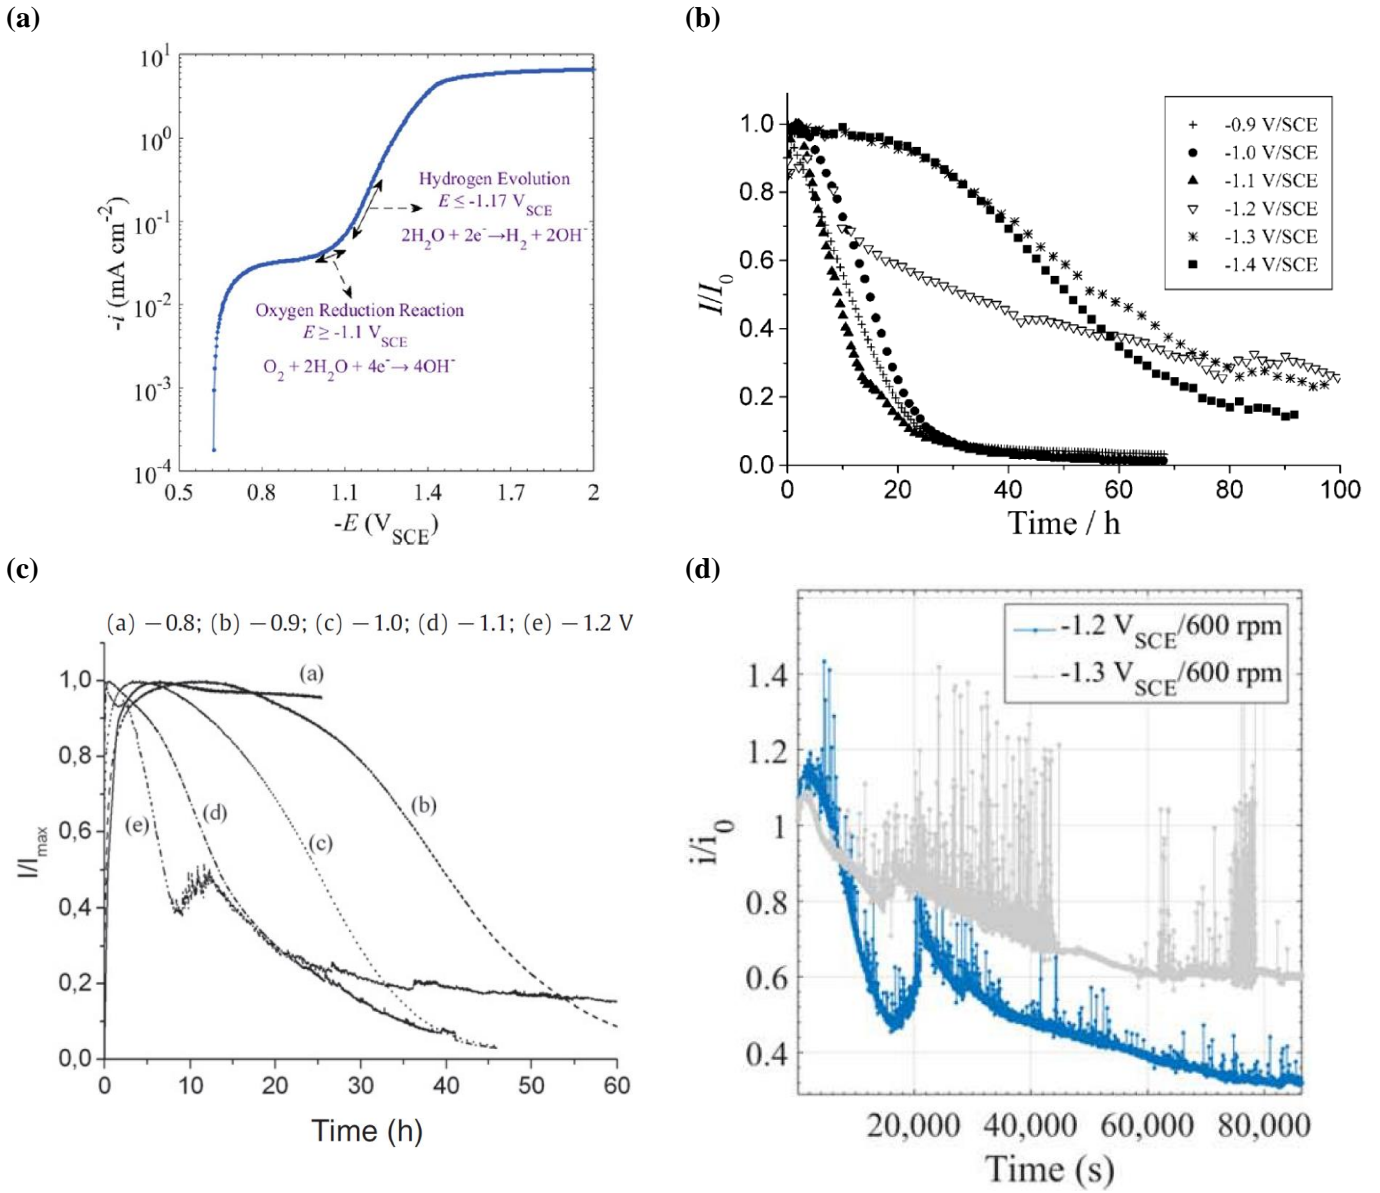 (a)
10^1
10^0
10^-1
10^-2
10^-3
10^-4
-i (mA cm^-2)
Hydrogen Evolution
E ≤ -1.17 V_SCE
2H_2O + 2e^-→H_2 + 2OH^-
Oxygen Reduction Reaction
E ≥ -1.1 V_SCE
O_2 + 2H_2O + 4e^-→ 4OH^-
0.5 0.8 1.1 1.4 1.7 2
-E (V_SCE)
(b)
1.0
0.8
0.6
0.4
0.2
0.0
I/I_0
-0.9 V/SCE
-1.0 V/SCE
-1.1 V/SCE
-1.2 V/SCE
-1.3 V/SCE
-1.4 V/SCE
0 20 40 60 80 100
Time / h
(c)
(a) −0.8; (b) −0.9; (c) −1.0; (d) −1.1; (e) −1.2 V
1,0
0,8
0,6
0,4
0,2
0,0
I/I_max
(a)
(b)
(c)
(d)
(e)
0 10 20 30 40 50 60
Time (h)
(d)
-1.2 V_SCE/600 rpm
-1.3 V_SCE/600 rpm
1.4
1.2
1
0.8
0.6
0.4
i/i_0
20,000 40,000 60,000 80,000
Time (s)